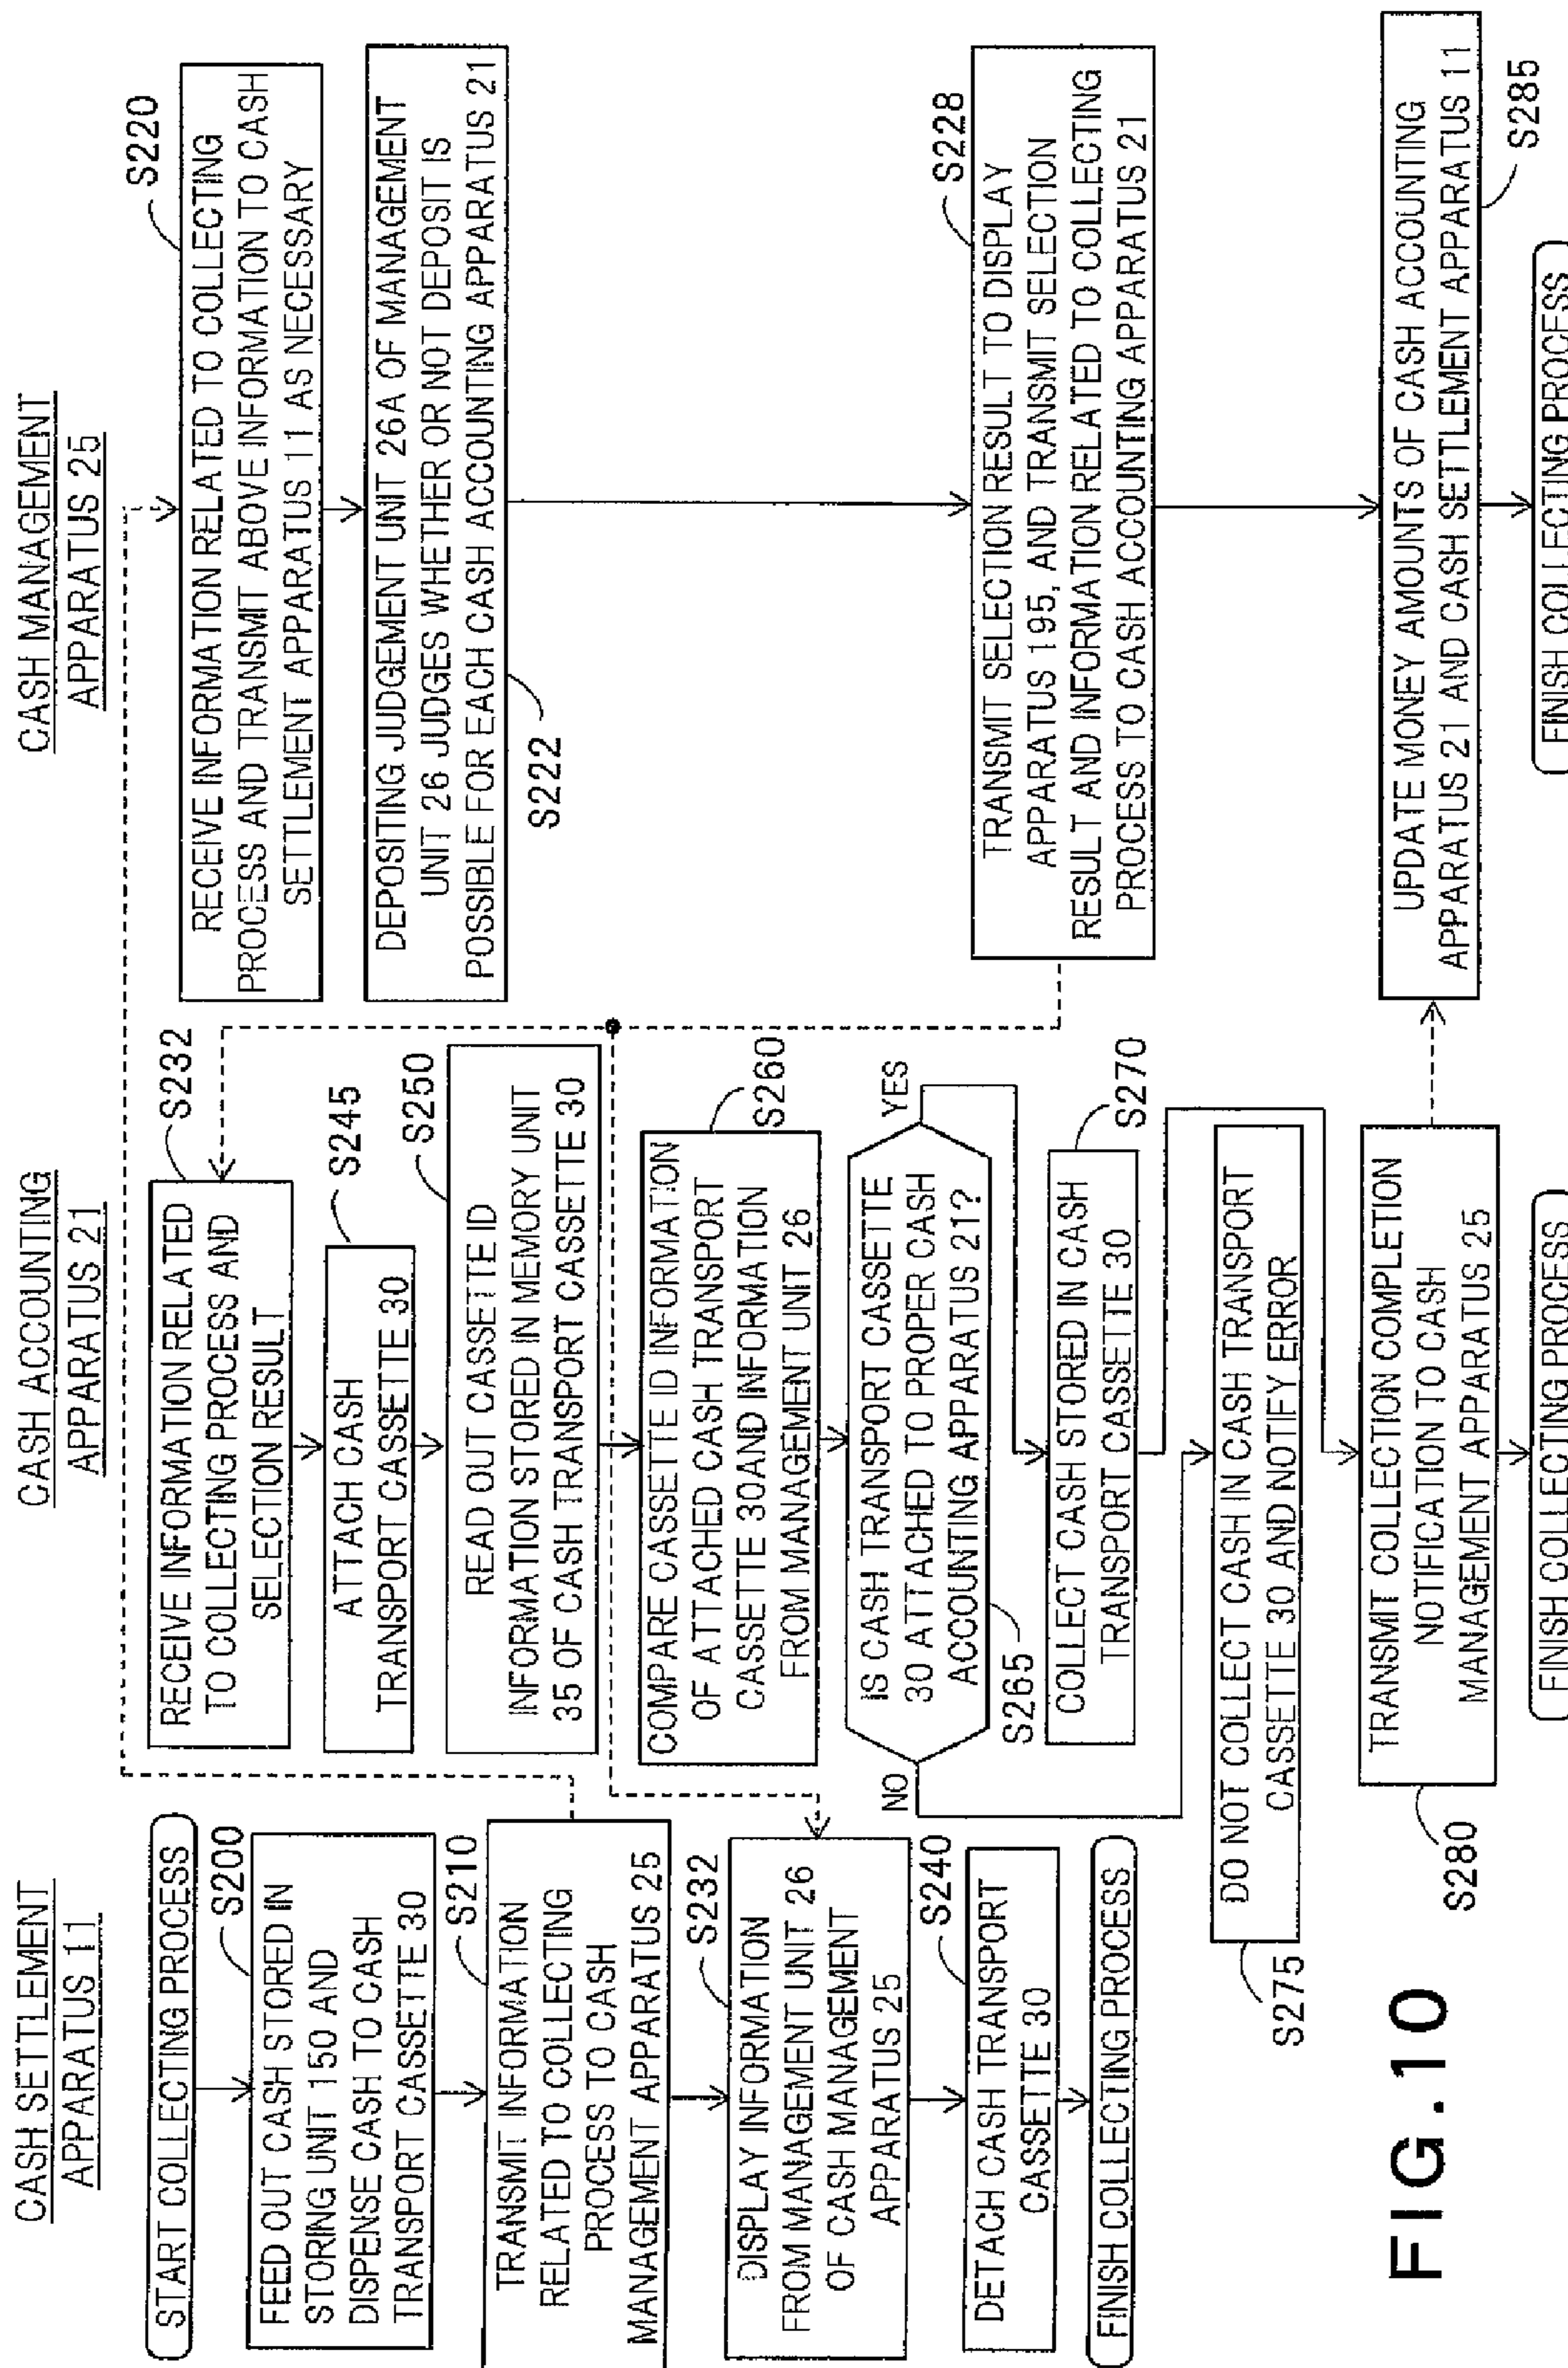 CASH SETTLEMENT
APPARATUS 11
START COLLECTING PROCESS
S200
FEED OUT CASH STORED IN
STORING UNIT 150 AND
DISPENSE CASH TO CASH
TRANSPORT CASSETTE 30
S210
TRANSMIT INFORMATION
RELATED TO COLLECTING
PROCESS TO CASH
MANAGEMENT APPARATUS 25
S232
DISPLAY INFORMATION
FROM MANAGEMENT UNIT 26
OF CASH MANAGEMENT
APPARATUS 25
S240
DETACH CASH TRANSPORT
CASSETTE 30
FINISH COLLECTING PROCESS
CASH ACCOUNTING
APPARATUS 21
S232
RECEIVE INFORMATION RELATED
TO COLLECTING PROCESS AND
SELECTION RESULT
S245
ATTACH CASH
TRANSPORT CASSETTE 30
S250
READ OUT CASSETTE ID
INFORMATION STORED IN MEMORY UNIT
35 OF CASH TRANSPORT CASSETTE 30
S260
COMPARE CASSETTE ID INFORMATION
OF ATTACHED CASH TRANSPORT
CASSETTE 30AND INFORMATION
FROM MANAGEMENT UNIT 26
NO
YES
IS CASH TRANSPORT CASSETTE
30 ATTACHED TO PROPER CASH
ACCOUNTING APPARATUS 21?
S265
S270
COLLECT CASH STORED IN CASH
TRANSPORT CASSETTE 30
DO NOT COLLECT CASH IN CASH TRANSPORT
CASSETTE 30 AND NOTIFY ERROR
S275
TRANSMIT COLLECTION COMPLETION
NOTIFICATION TO CASH
MANAGEMENT APPARATUS 25
S280
FINISH COLLECTING PROCESS
CASH MANAGEMENT
APPARATUS 25
S220
RECEIVE INFORMATION RELATED TO COLLECTING
PROCESS AND TRANSMIT ABOVE INFORMATION TO CASH
SETTLEMENT APPARATUS 11 AS NECESSARY
DEPOSITING JUDGEMENT UNIT 26A OF MANAGEMENT
UNIT 26 JUDGES WHETHER OR NOT DEPOSIT IS
POSSIBLE FOR EACH CASH ACCOUNTING APPARATUS 21
S222
S228
TRANSMIT SELECTION RESULT TO DISPLAY
APPARATUS 195, AND TRANSMIT SELECTION
RESULT AND INFORMATION RELATED TO COLLECTING
PROCESS TO CASH ACCOUNTING APPARATUS 21
UPDATE MONEY AMOUNTS OF CASH ACCOUNTING
APPARATUS 21 AND CASH SETTLEMENT APPARATUS 11
S285
FINISH COLLECTING PROCESS
FIG.10